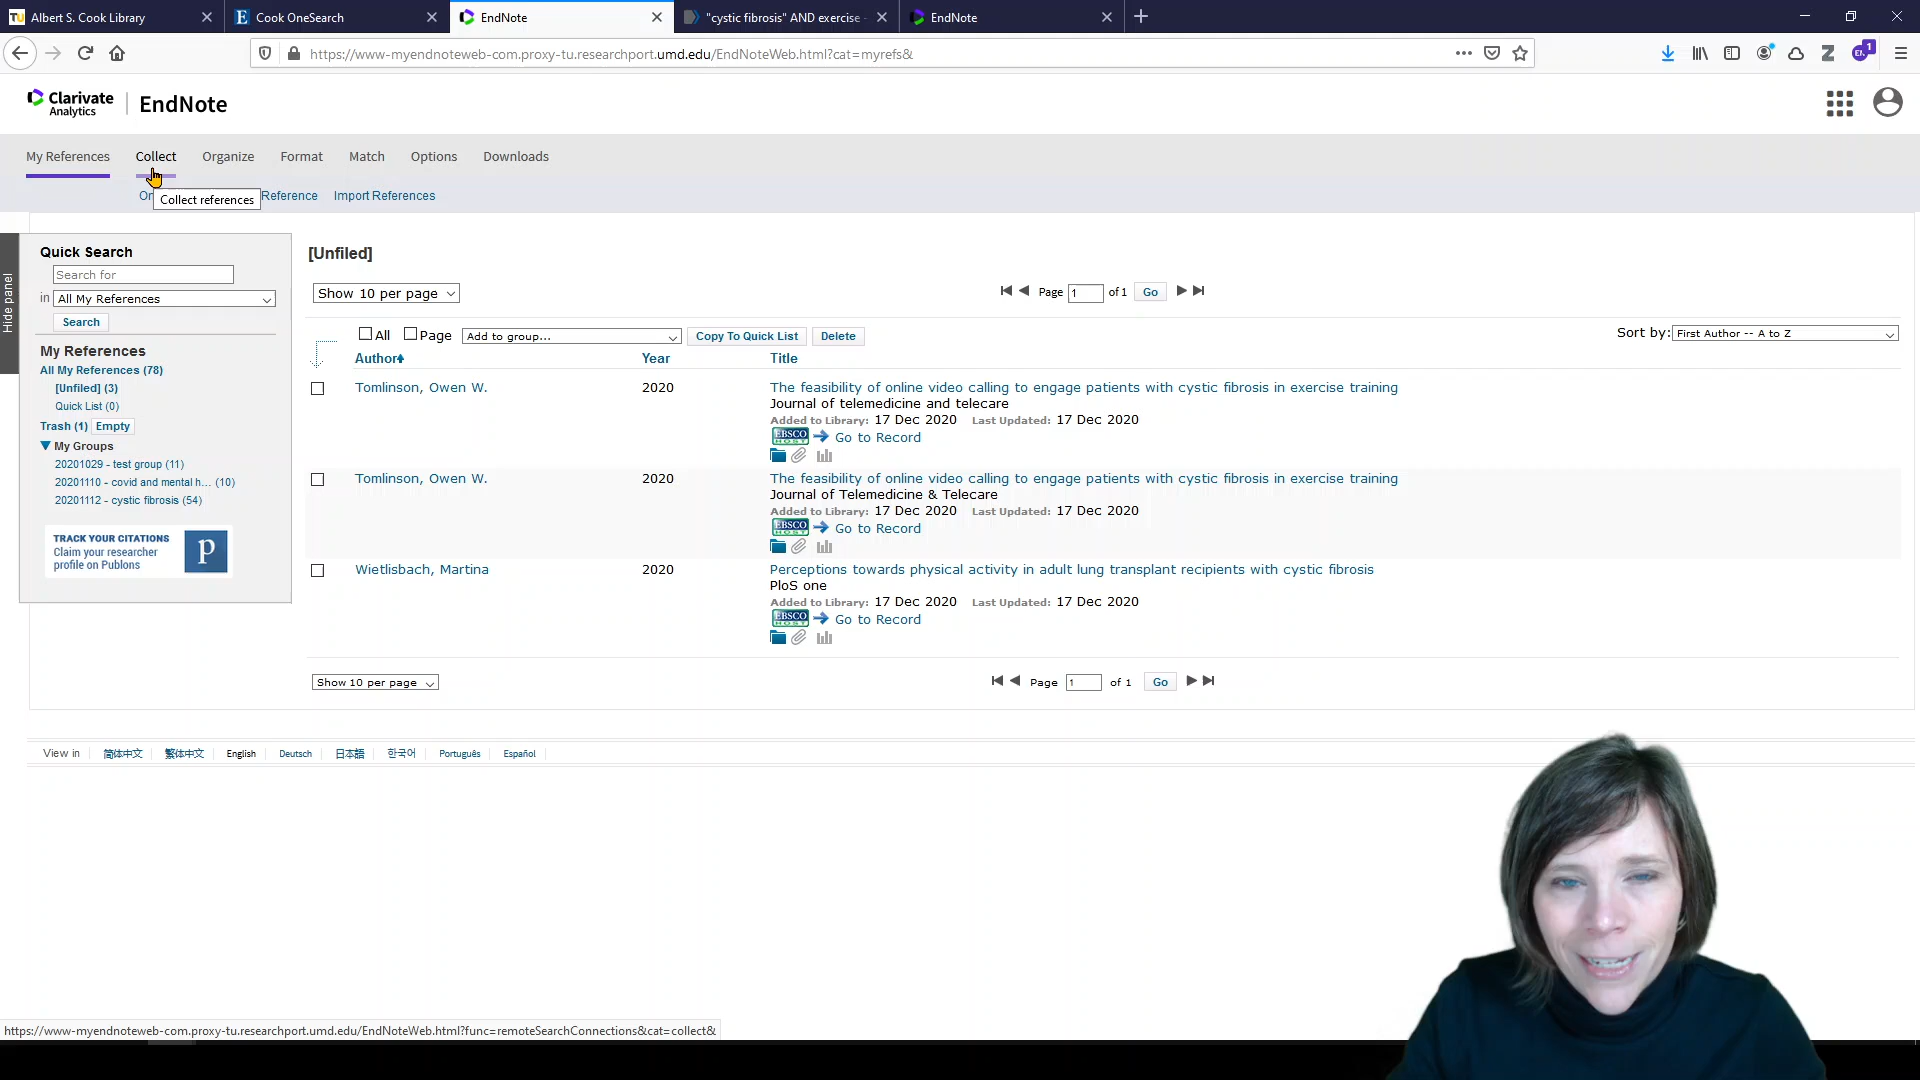 Albert S. Cook Library
Cook OneSearch
EndNote
"cystic fibrosis" AND exercise -
EndNote
https://www-myendnoteweb-com.proxy-tu.researchport.umd.edu/EndNoteWeb.html?cat=myrefs&
Clarivate
Analytics
EndNote
My References
Collect
Organize
Format
Match
Options
Downloads
On
Collect references
Reference
Import References
Hide panel
Quick Search
Search for
in All My References
Search
My References
All My References (78)
[Unfiled] (3)
Quick List (0)
Trash (1) Empty
My Groups
20201029 - test group (11)
20201110 - covid and mental h... (10)
20201112 - cystic fibrosis (54)
TRACK YOUR CITATIONS
Claim your researcher
profile on Publons
p
[Unfiled]
Show 10 per page
Page 1 of 1 Go
All Page Add to group... Copy To Quick List Delete
Sort by: First Author -- A to Z
Author Year Title
Tomlinson, Owen W. 2020 The feasibility of online video calling to engage patients with cystic fibrosis in exercise training
Journal of telemedicine and telecare
Added to Library: 17 Dec 2020 Last Updated: 17 Dec 2020
EBSCO HOST Go to Record
Tomlinson, Owen W. 2020 The feasibility of online video calling to engage patients with cystic fibrosis in exercise training
Journal of Telemedicine & Telecare
Added to Library: 17 Dec 2020 Last Updated: 17 Dec 2020
EBSCO HOST Go to Record
Wietlisbach, Martina 2020 Perceptions towards physical activity in adult lung transplant recipients with cystic fibrosis
PloS one
Added to Library: 17 Dec 2020 Last Updated: 17 Dec 2020
EBSCO HOST Go to Record
Show 10 per page
Page 1 of 1 Go
View in 简体中文 繁体中文 English Deutsch 日本語 한국어 Português Español
https://www-myendnoteweb-com.proxy-tu.researchport.umd.edu/EndNoteWeb.html?func=remoteSearchConnections&cat=collect&